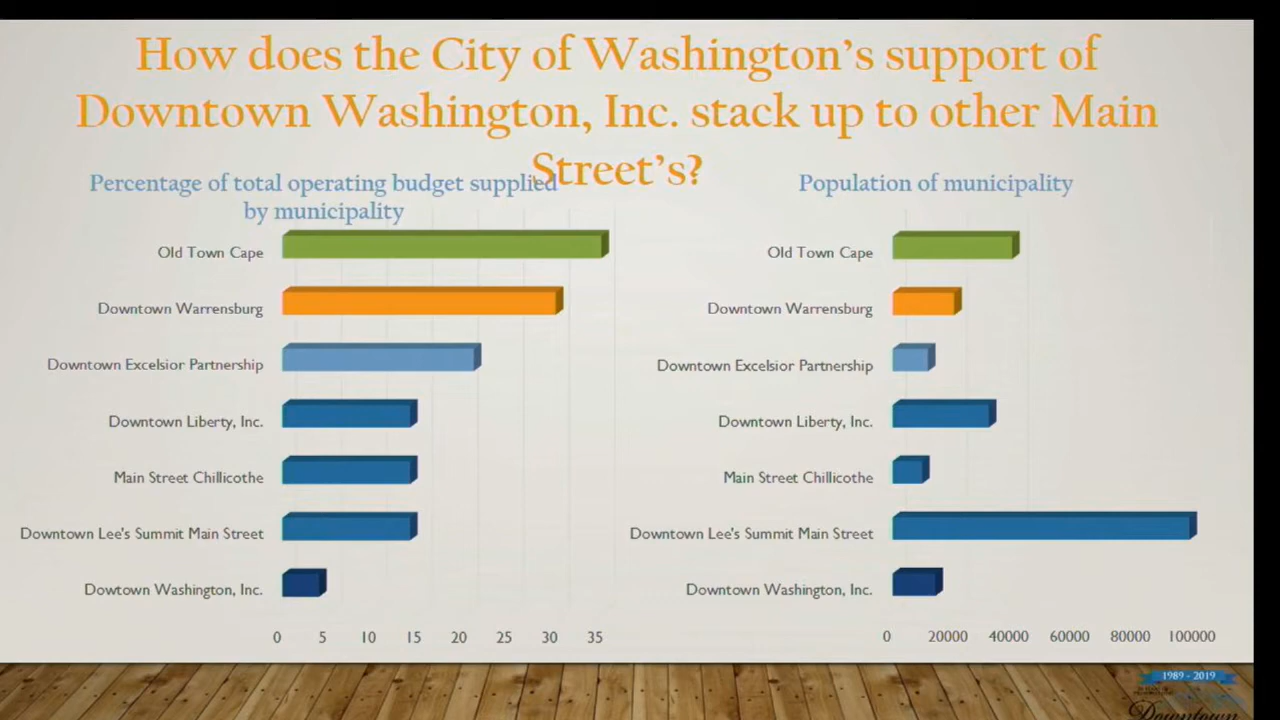 How does the City of Washington's support of
Downtown Washington, Inc. stack up to other Main
Street's?
Percentage of total operating budget supplied
by municipality
Old Town Cape
Downtown Warrensburg
Downtown Excelsior Partnership
Downtown Liberty, Inc.
Main Street Chillicothe
Downtown Lee's Summit Main Street
Dowtown Washington, Inc.
0 5 10 15 20 25 30 35
Population of municipality
Old Town Cape
Downtown Warrensburg
Downtown Excelsior Partnership
Downtown Liberty, Inc.
Main Street Chillicothe
Downtown Lee's Summit Main Street
Downtown Washington, Inc.
0 20000 40000 60000 80000 100000
1989 - 2019
Downtown